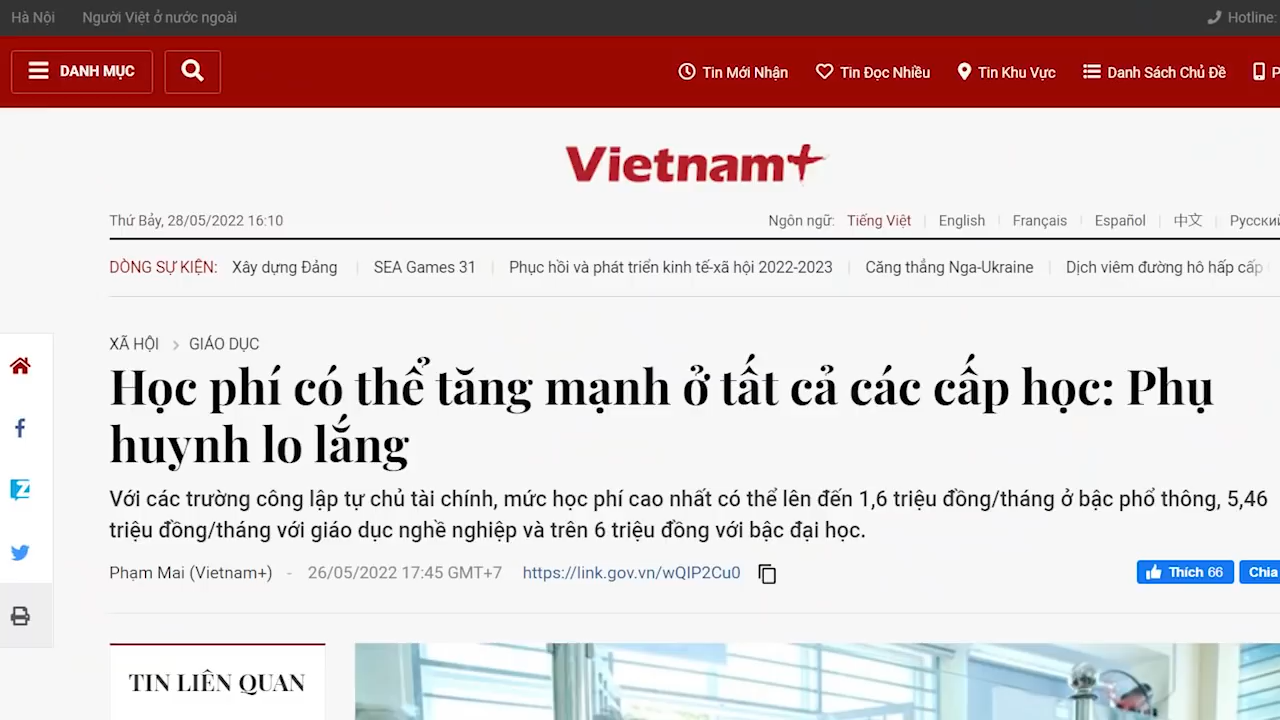 Hà Nội Người Việt ở nước ngoài Hotline:
DANH MỤC Tin Mới Nhận Tin Đọc Nhiều Tin Khu Vực Danh Sách Chủ Đề P
Vietnam+
Thứ Bảy, 28/05/2022 16:10 Ngôn ngữ: Tiếng Việt English Français Español 中文 Русский
DÒNG SỰ KIỆN: Xây dựng Đảng SEA Games 31 Phục hồi và phát triển kinh tế-xã hội 2022-2023 Căng thẳng Nga-Ukraine Dịch viêm đường hô hấp cấp
XÃ HỘI > GIÁO DỤC
Học phí có thể tăng mạnh ở tất cả các cấp học: Phụ
huynh lo lắng
Với các trường công lập tự chủ tài chính, mức học phí cao nhất có thể lên đến 1,6 triệu đồng/tháng ở bậc phổ thông, 5,46
triệu đồng/tháng với giáo dục nghề nghiệp và trên 6 triệu đồng với bậc đại học.
Phạm Mai (Vietnam+) - 26/05/2022 17:45 GMT+7 https://link.gov.vn/wQIP2Cu0 Thích 66 Chia
TIN LIÊN QUAN